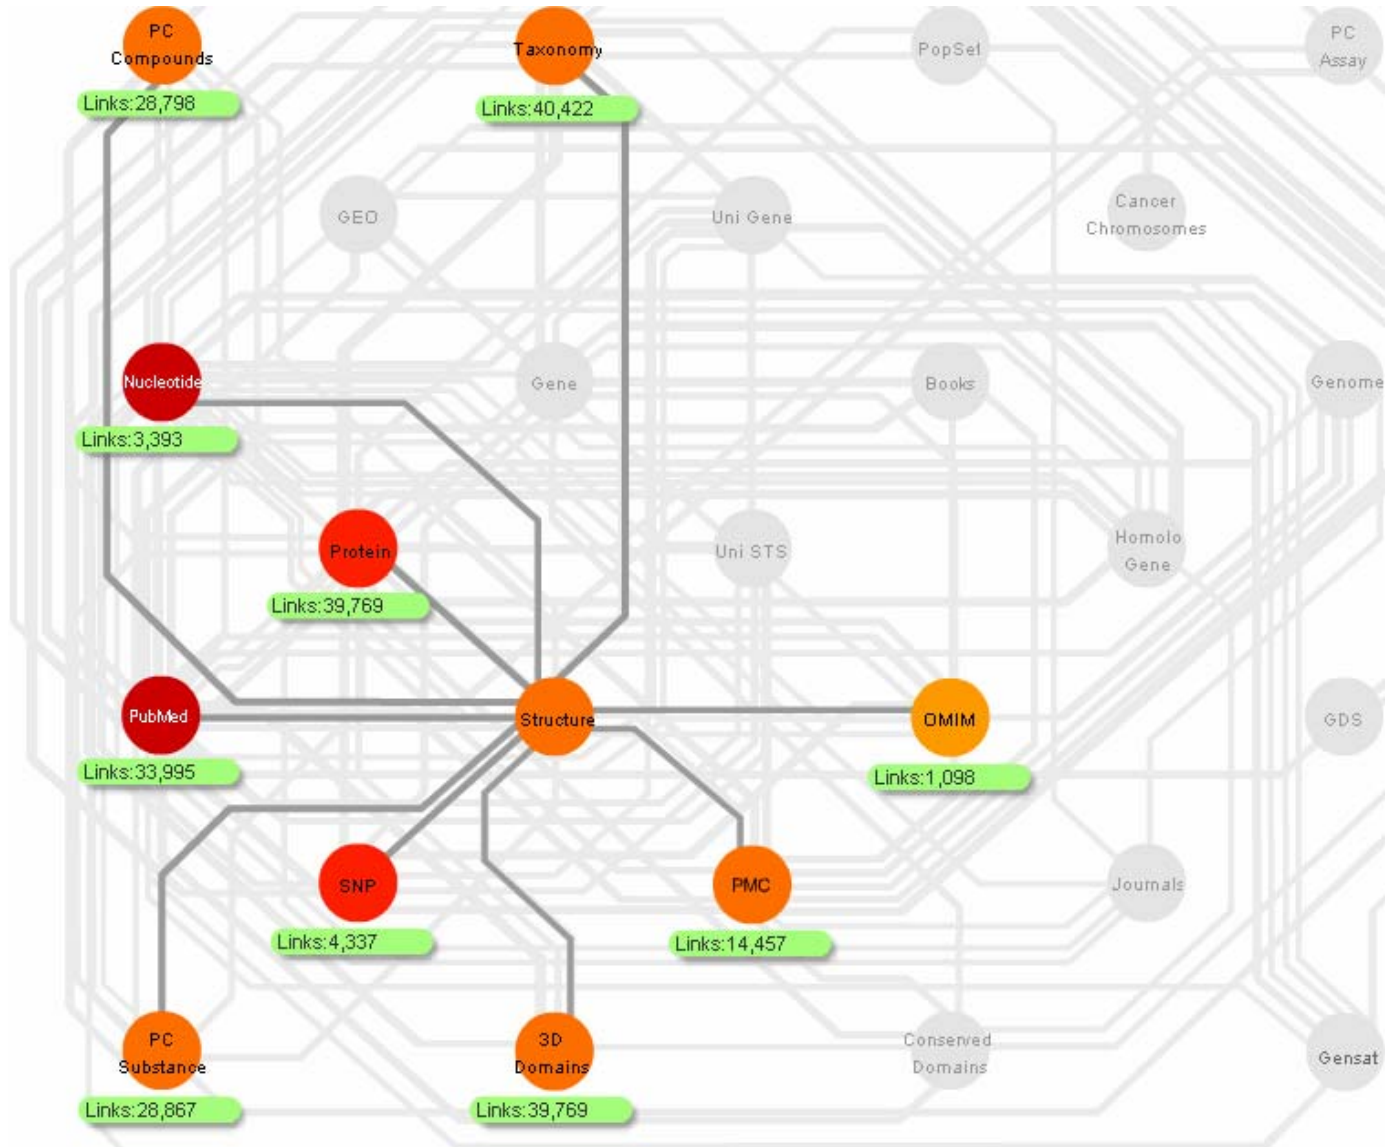 PC
Compounds
Links:28,798
Taxonomy
Links:40,422
PopSet
PC
Assay
GEO
Uni Gene
Cancer
Chromosomes
Nucleotide
Links:3,393
Gene
Books
Genome
Protein
Links:39,769
Uni STS
Homolo
Gene
PubMed
Links:33,995
Structure
OMIM
Links:1,098
GDS
SNP
Links:4,337
PMC
Links:14,457
Journals
PC
Substance
Links:28,867
3D
Domains
Links:39,769
Conserved
Domains
Gensat